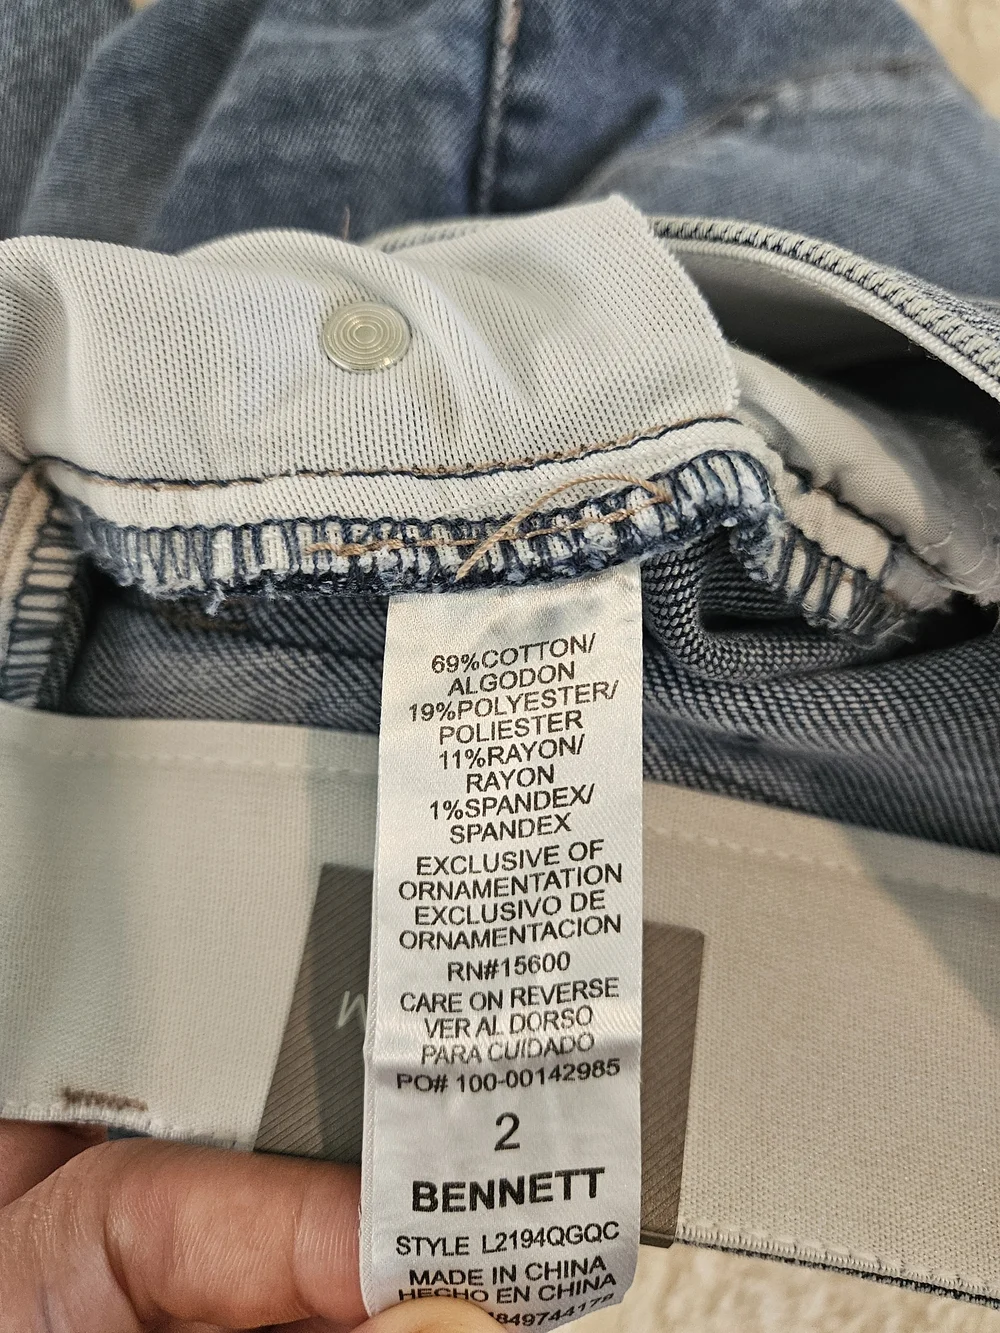 69%COTTON/
ALGODON
19%POLYESTER/
POLIESTER
11%RAYON/
RAYON
1%SPANDEX/
SPANDEX
EXCLUSIVE OF
ORNAMENTATION
EXCLUSIVO DE
ORNAMENTACION
RN#15600
CARE ON REVERSE
VER AL DORSO
PARA CUIDADO
PO# 100-00142985
2
BENNETT
STYLE L2194QGQC
MADE IN CHINA
HECHO EN CHINA